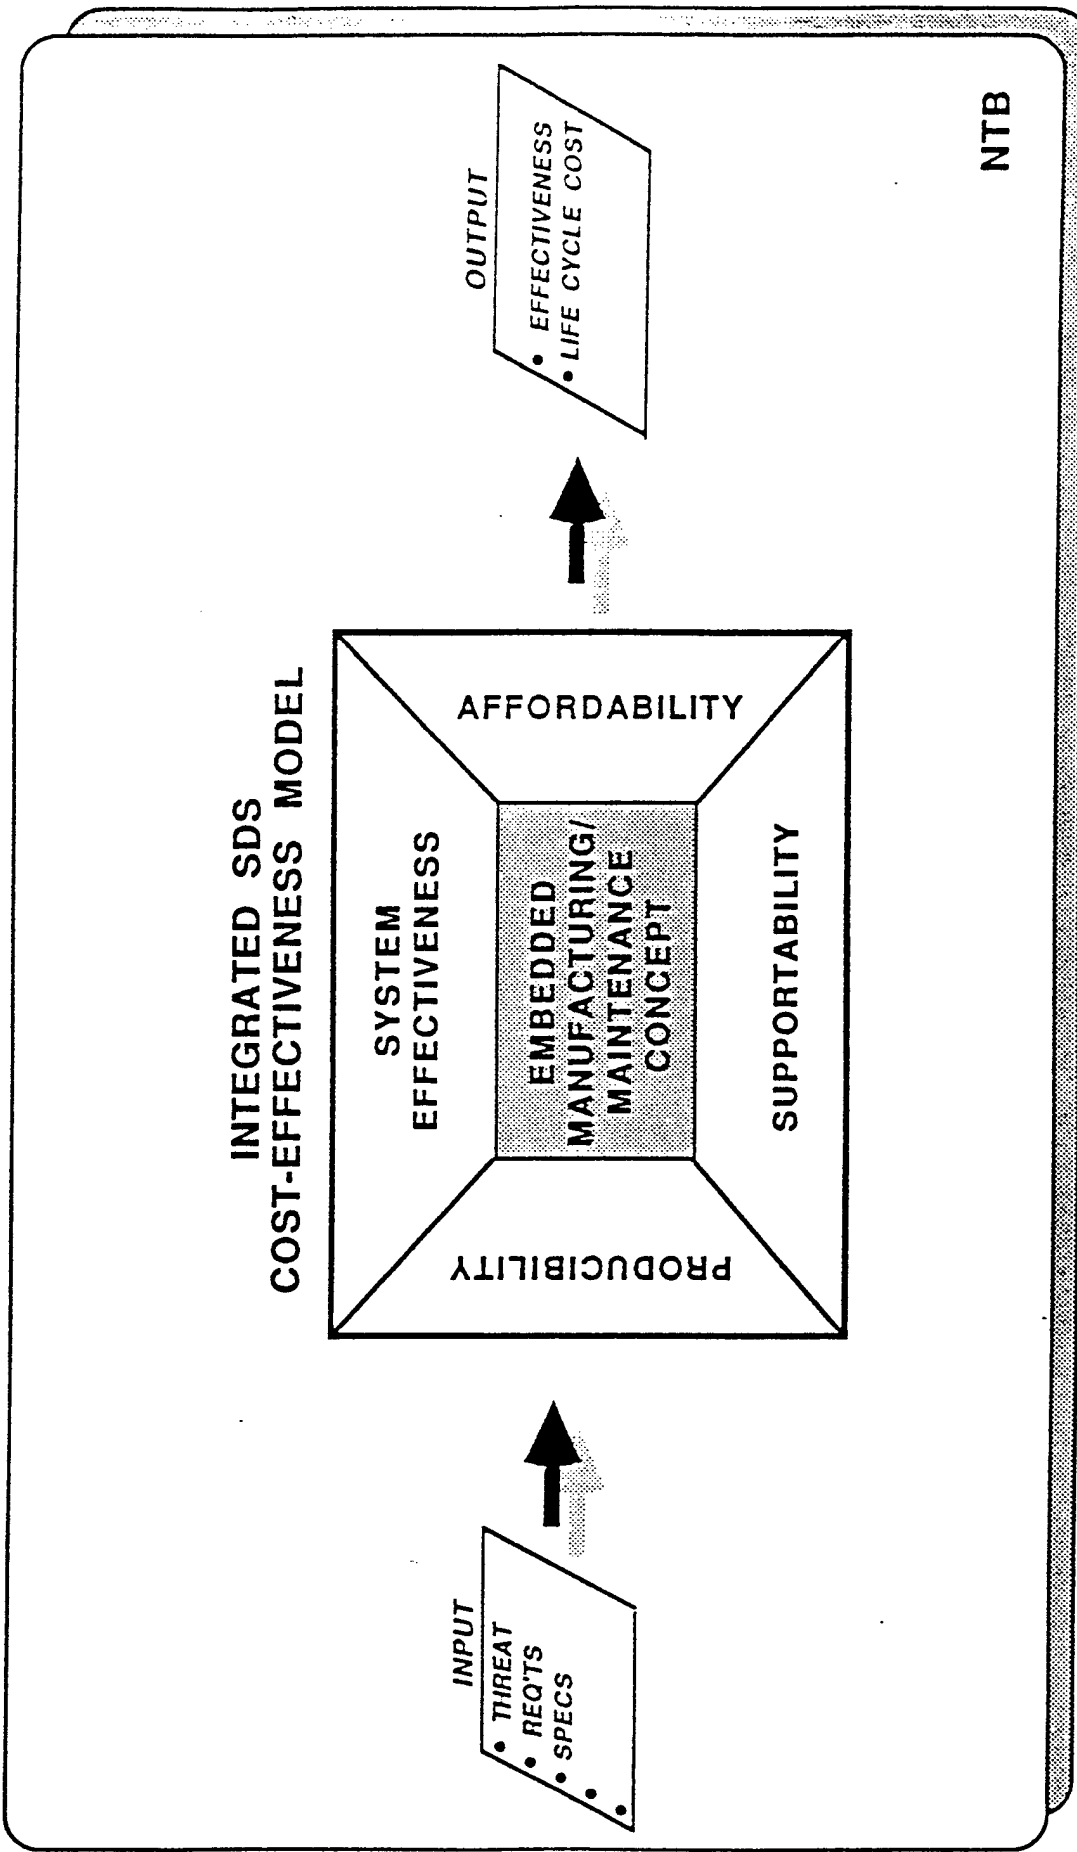 INTEGRATED SDS
COST-EFFECTIVENESS MODEL
INPUT
• THREAT
• REQ'TS
• SPECS
•
•
PRODUCIBILITY
SYSTEM
EFFECTIVENESS
EMBEDDED
MANUFACTURING/
MAINTENANCE
CONCEPT
SUPPORTABILITY
AFFORDABILITY
OUTPUT
• EFFECTIVENESS
• LIFE CYCLE COST
NTB